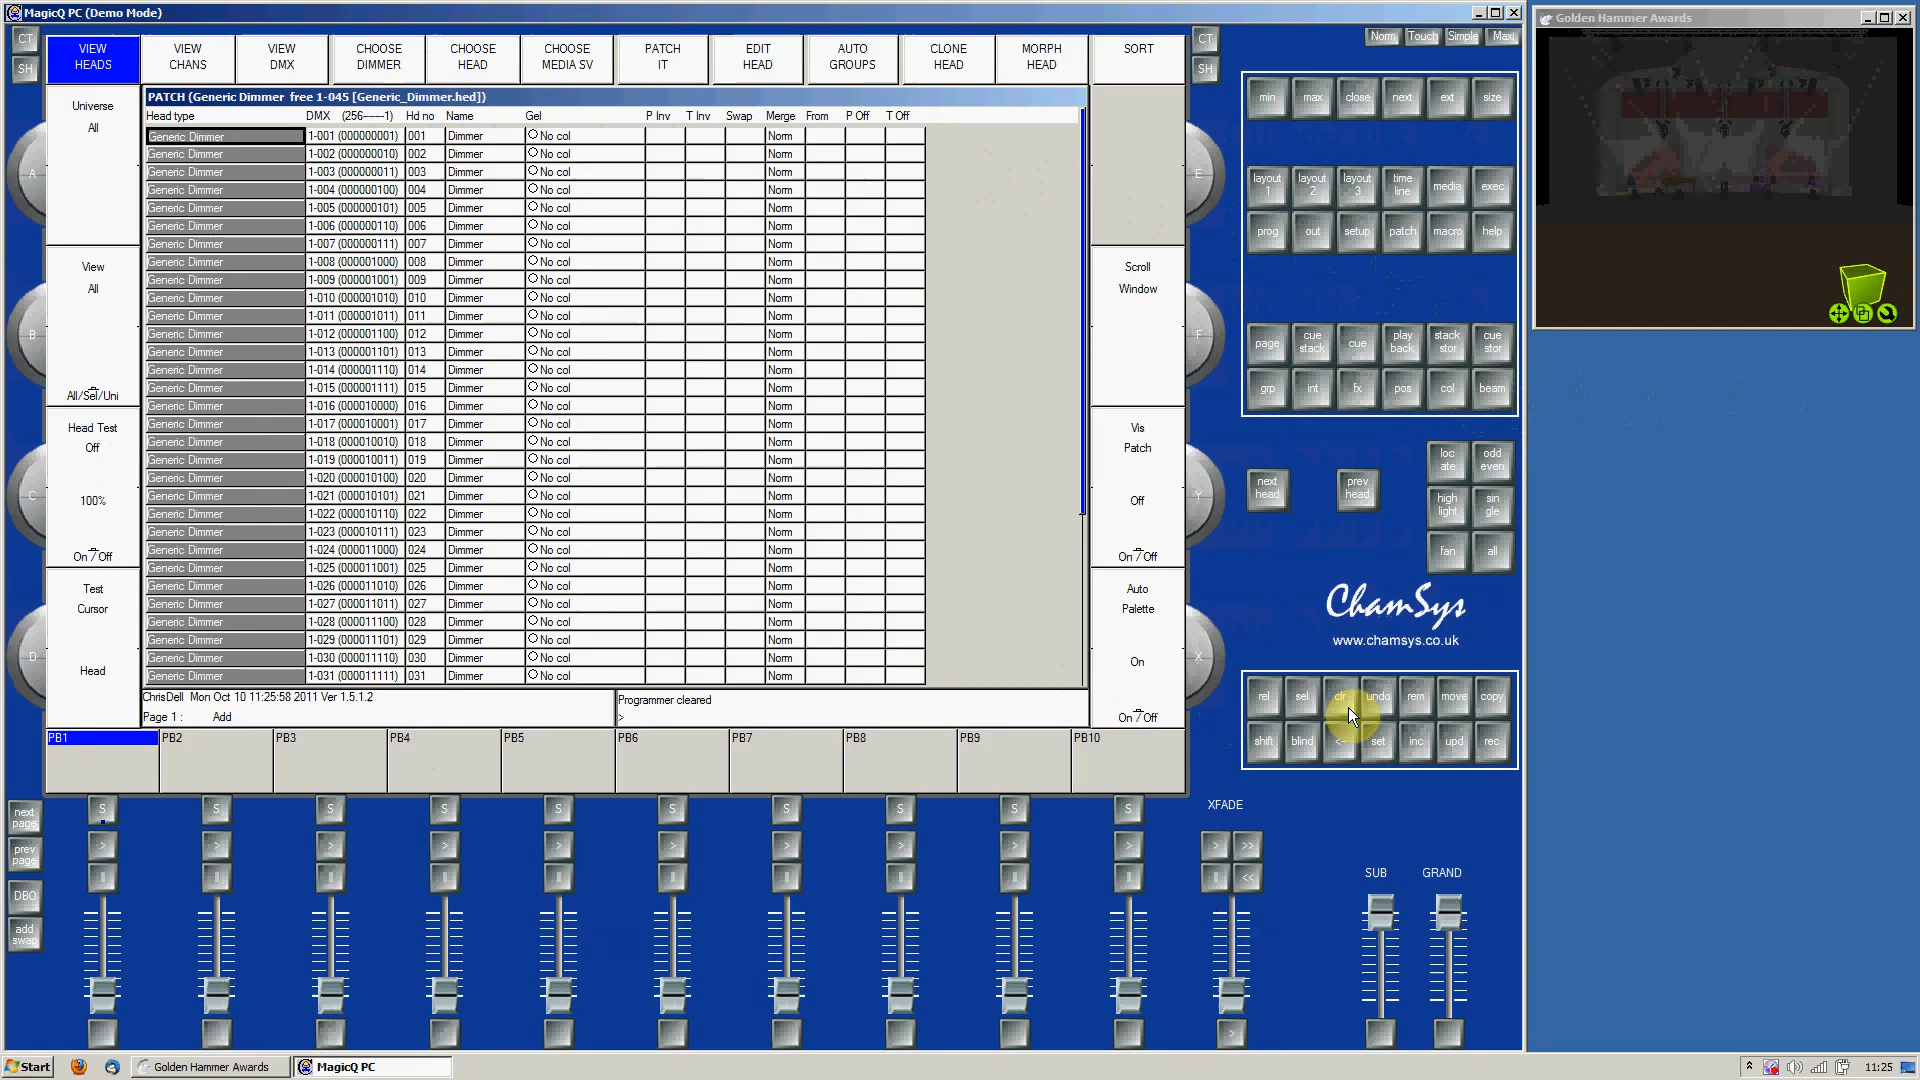 MagicQ PC (Demo Mode)
Golden Hammer Awards
CT
SH
VIEW HEADS
VIEW CHANS
VIEW DMX
CHOOSE DIMMER
CHOOSE HEAD
CHOOSE MEDIA SV
PATCH IT
EDIT HEAD
AUTO GROUPS
CLONE HEAD
MORPH HEAD
SORT
CT
SH
Norm
Touch
Simple
Maxi
PATCH (Generic Dimmer free 1-045 [Generic_Dimmer.hed])
Head type DMX (256----1) Hd no Name Gel P Inv T Inv Swap Merge From P Off T Off
Generic Dimmer 1-001 (000000001) 001 Dimmer No col Norm
Generic Dimmer 1-002 (000000010) 002 Dimmer No col Norm
Generic Dimmer 1-003 (000000011) 003 Dimmer No col Norm
Generic Dimmer 1-004 (000000100) 004 Dimmer No col Norm
Generic Dimmer 1-005 (000000101) 005 Dimmer No col Norm
Generic Dimmer 1-006 (000000110) 006 Dimmer No col Norm
Generic Dimmer 1-007 (000000111) 007 Dimmer No col Norm
Generic Dimmer 1-008 (000001000) 008 Dimmer No col Norm
Generic Dimmer 1-009 (000001001) 009 Dimmer No col Norm
Generic Dimmer 1-010 (000001010) 010 Dimmer No col Norm
Generic Dimmer 1-011 (000001011) 011 Dimmer No col Norm
Generic Dimmer 1-012 (000001100) 012 Dimmer No col Norm
Generic Dimmer 1-013 (000001101) 013 Dimmer No col Norm
Generic Dimmer 1-014 (000001110) 014 Dimmer No col Norm
Generic Dimmer 1-015 (000001111) 015 Dimmer No col Norm
Generic Dimmer 1-016 (000010000) 016 Dimmer No col Norm
Generic Dimmer 1-017 (000010001) 017 Dimmer No col Norm
Generic Dimmer 1-018 (000010010) 018 Dimmer No col Norm
Generic Dimmer 1-019 (000010011) 019 Dimmer No col Norm
Generic Dimmer 1-020 (000010100) 020 Dimmer No col Norm
Generic Dimmer 1-021 (000010101) 021 Dimmer No col Norm
Generic Dimmer 1-022 (000010110) 022 Dimmer No col Norm
Generic Dimmer 1-023 (000010111) 023 Dimmer No col Norm
Generic Dimmer 1-024 (000011000) 024 Dimmer No col Norm
Generic Dimmer 1-025 (000011001) 025 Dimmer No col Norm
Generic Dimmer 1-026 (000011010) 026 Dimmer No col Norm
Generic Dimmer 1-027 (000011011) 027 Dimmer No col Norm
Generic Dimmer 1-028 (000011100) 028 Dimmer No col Norm
Generic Dimmer 1-029 (000011101) 029 Dimmer No col Norm
Generic Dimmer 1-030 (000011110) 030 Dimmer No col Norm
Generic Dimmer 1-031 (000011111) 031 Dimmer No col Norm
Universe
All
View
All
All/Sel/Uni
Head Test
Off
100%
On / Off
Test
Cursor
Head
A
B
C
D
Scroll
Window
Vis
Patch
Off
On / Off
Auto
Palette
On
On / Off
E
F
Y
X
ChrisDell Mon Oct 10 11:25:58 2011 Ver 1.5.1.2
Page 1 : Add
Programmer cleared
>
PB1 PB2 PB3 PB4 PB5 PB6 PB7 PB8 PB9 PB10
min max close next ext size
layout 1
layout 2
layout 3
time line
media
exec
prog out setup patch macro help
page
cue stack
cue
play back
stack stor
cue stor
grp int fx pos col beam
next head
prev head
loc ate
odd even
high light
sin gle
fan
all
ChamSys
www.chamsys.co.uk
rel sel clr undo rem move copy
shift blind <- set inc upd rec
next page
prev page
DBO
add swap
S S S S S S S S S S
> > > > > > > > > >
|| || || || || || || || || ||
XFADE
> >>
|| <<
>
SUB
GRAND
Start
Golden Hammer Awards
MagicQ PC
11:25